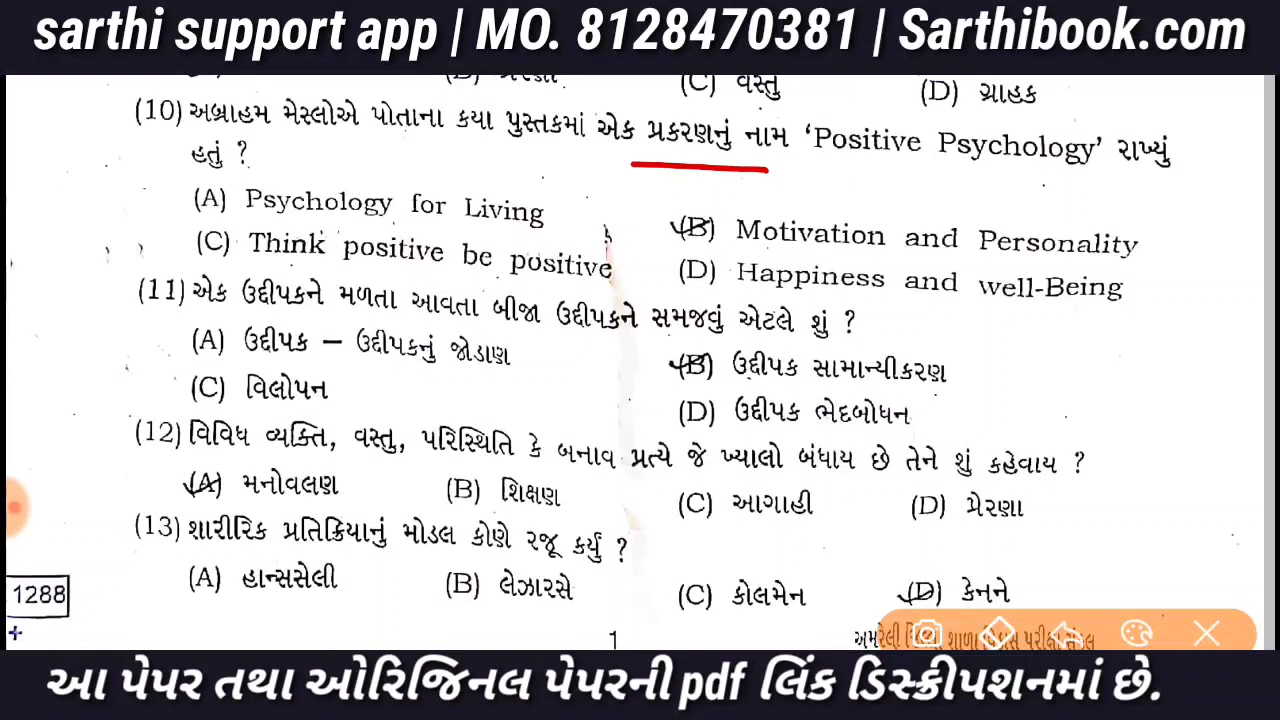 sarthi support app | MO. 8128470381 | Sarthibook.com
(C) વસ્તુ (D) ગ્રાહક
(10) અબ્રાહમ મેસ્લોએ પોતાના કયા પુસ્તકમાં એક પ્રકરણનું નામ 'Positive Psychology' રાખ્યું
હતું ?
(A) Psychology for Living (B) Motivation and Personality
(C) Think positive be positive (D) Happiness and well-Being
(11) એક ઉદ્દીપકને મળતા આવતા બીજા ઉદ્દીપકને સમજવું એટલે શું ?
(A) ઉદ્દીપક – ઉદ્દીપકનું જોડાણ (B) ઉદ્દીપક સામાન્યીકરણ
(C) વિલોપન (D) ઉદ્દીપક ભેદબોધન
(12) વિવિધ વ્યક્તિ, વસ્તુ, પરિસ્થિતિ કે બનાવ પ્રત્યે જે ખ્યાલો બંધાય છે તેને શું કહેવાય ?
(A) મનોવલણ (B) શિક્ષણ (C) આગાહી (D) પ્રેરણા
(13) શારીરિક પ્રતિક્રિયાનું મોડલ કોણે રજૂ કર્યું ?
(A) હાન્સસેલી (B) લેઝારસે (C) કોલમેન (D) કેનને
1288
1
આ પેપર તથા ઓરિજિનલ પેપરની pdf લિંક ડિસ્ક્રીપશનમાં છે.